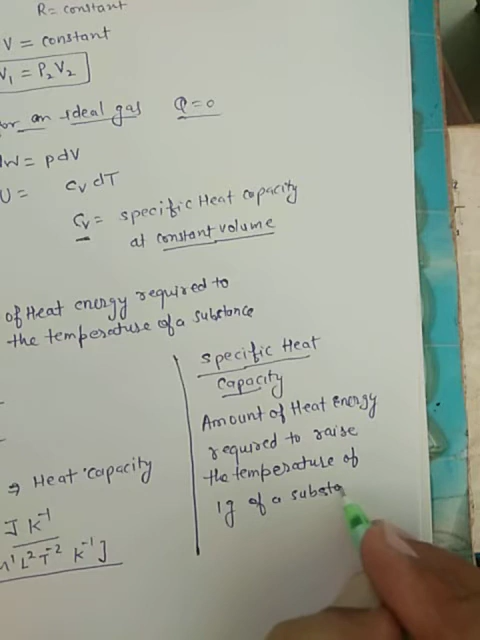 R = constant
V = constant
V₁ = P₂V₂
for an ideal gas Q=0
dW = pdV
U = CᵥdT
Cᵥ = specific Heat capacity
at constant volume
of Heat energy required to
the temperature of a substance
⇒ Heat capacity
J K⁻¹
L² T⁻² K⁻¹ ]
specific Heat
capacity
Amount of Heat energy
required to raise
the temperature of
1g of a substa